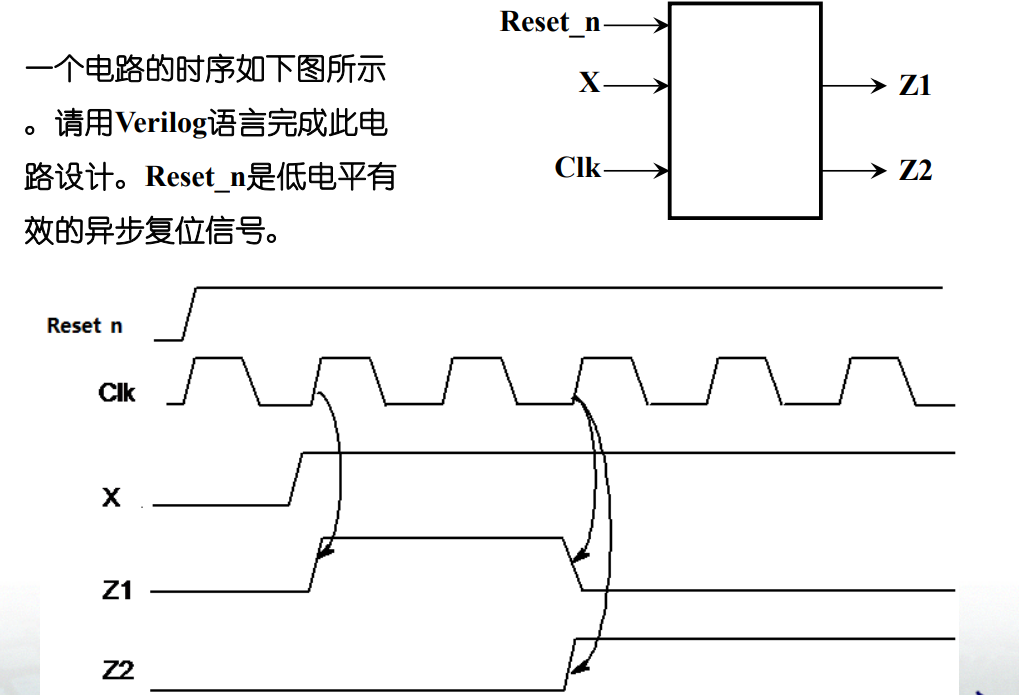 一个电路的时序如下图所示
。请用Verilog语言完成此电
路设计。Reset_n是低电平有
效的异步复位信号。
Reset_n
X
Clk
Z1
Z2
Reset n
Clk
X
Z1
Z2